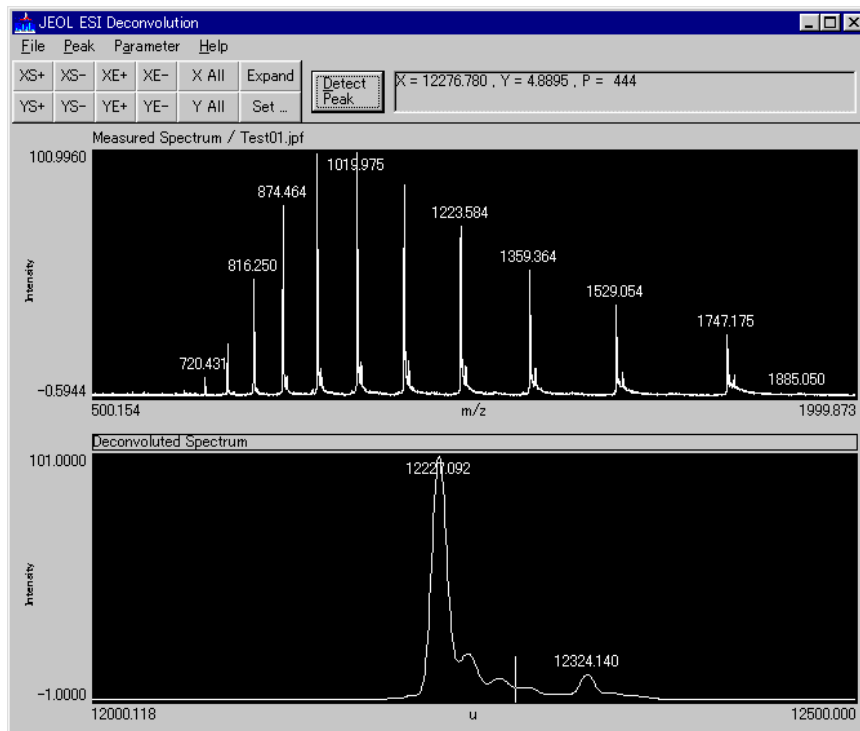 JEOL ESI Deconvolution
File Peak Parameter Help
XS+ XS- XE+ XE- X All Expand
YS+ YS- YE+ YE- Y All Set ...
Detect
Peak
X = 12276.780 , Y = 4.8895 , P = 444
Measured Spectrum / Test01.jpf
100.9960
1019.975
874.464
1223.584
1359.364
816.250
Intensity
1529.054
1747.175
720.431
1885.050
-0.5944
500.154 m/z 1999.873
Deconvoluted Spectrum
101.0000
12227.092
Intensity
12324.140
-1.0000
12000.118 u 12500.000